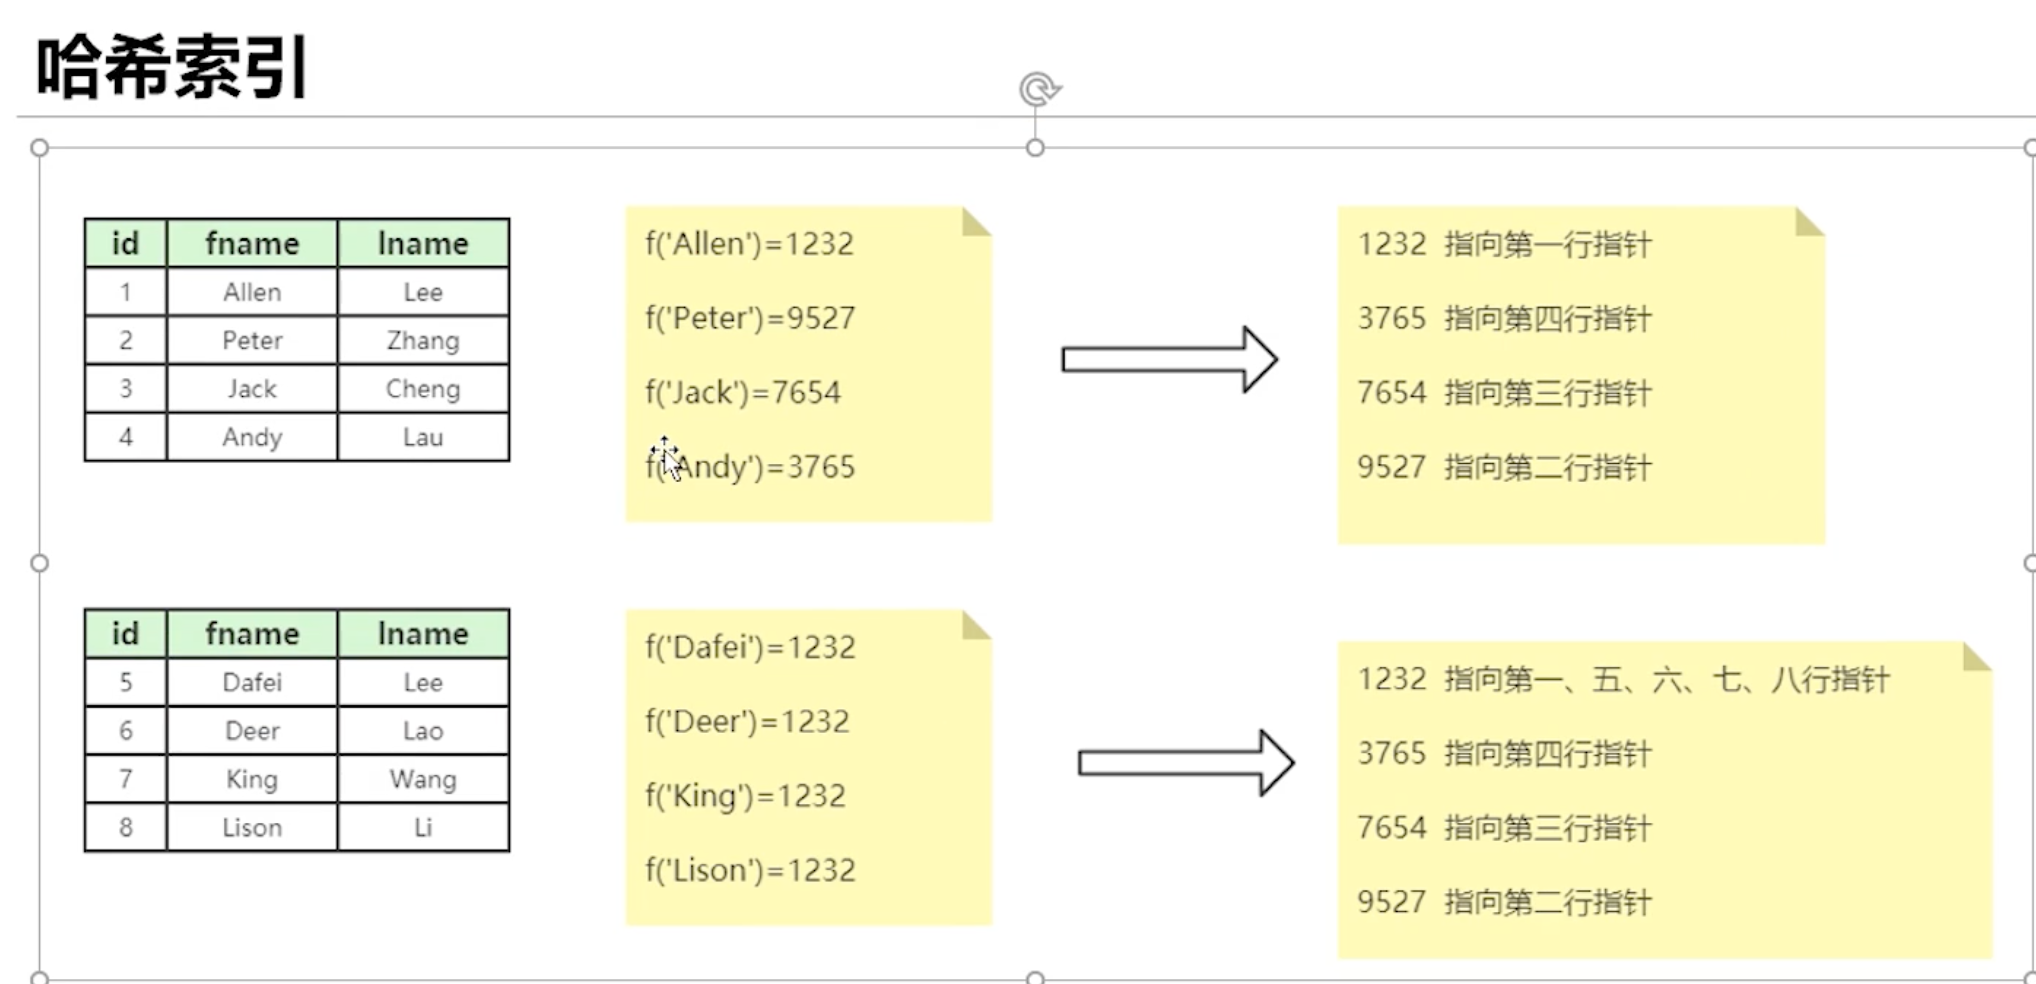 哈希索引
id fname lname
1 Allen Lee
2 Peter Zhang
3 Jack Cheng
4 Andy Lau
f('Allen')=1232
f('Peter')=9527
f('Jack')=7654
f('Andy')=3765
1232 指向第一行指针
3765 指向第四行指针
7654 指向第三行指针
9527 指向第二行指针
id fname lname
5 Dafei Lee
6 Deer Lao
7 King Wang
8 Lison Li
f('Dafei')=1232
f('Deer')=1232
f('King')=1232
f('Lison')=1232
1232 指向第一、五、六、七、八行指针
3765 指向第四行指针
7654 指向第三行指针
9527 指向第二行指针